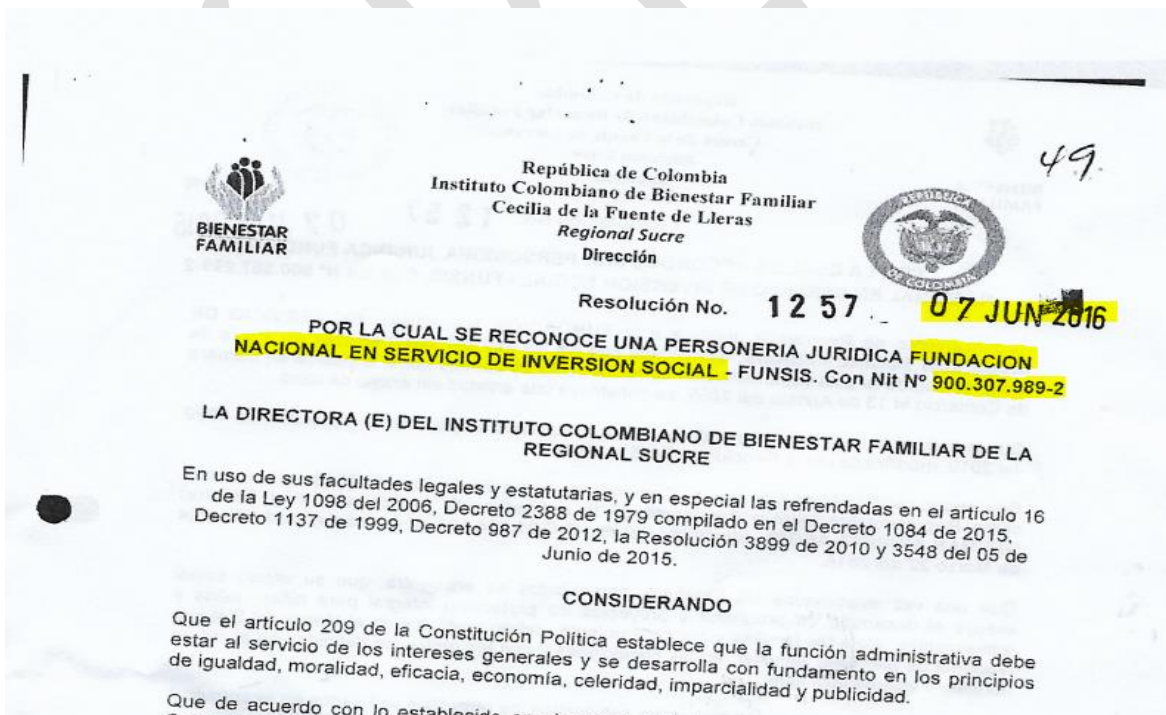 49.
BIENESTAR
FAMILIAR
República de Colombia
Instituto Colombiano de Bienestar Familiar
Cecilia de la Fuente de Lleras
Regional Sucre
Dirección
REPUBLICA
DE COLOMBIA
Resolución No. 1257 07 JUN 2016
POR LA CUAL SE RECONOCE UNA PERSONERIA JURIDICA FUNDACION
NACIONAL EN SERVICIO DE INVERSION SOCIAL - FUNSIS. Con Nit Nº 900.307.989-2
LA DIRECTORA (E) DEL INSTITUTO COLOMBIANO DE BIENESTAR FAMILIAR DE LA
REGIONAL SUCRE
En uso de sus facultades legales y estatutarias, y en especial las refrendadas en el artículo 16
de la Ley 1098 del 2006, Decreto 2388 de 1979 compilado en el Decreto 1084 de 2015,
Decreto 1137 de 1999, Decreto 987 de 2012, la Resolución 3899 de 2010 y 3548 del 05 de
Junio de 2015.
CONSIDERANDO
Que el artículo 209 de la Constitución Política establece que la función administrativa debe
estar al servicio de los intereses generales y se desarrolla con fundamento en los principios
de igualdad, moralidad, eficacia, economía, celeridad, imparcialidad y publicidad.
Que de acuerdo con lo establecido